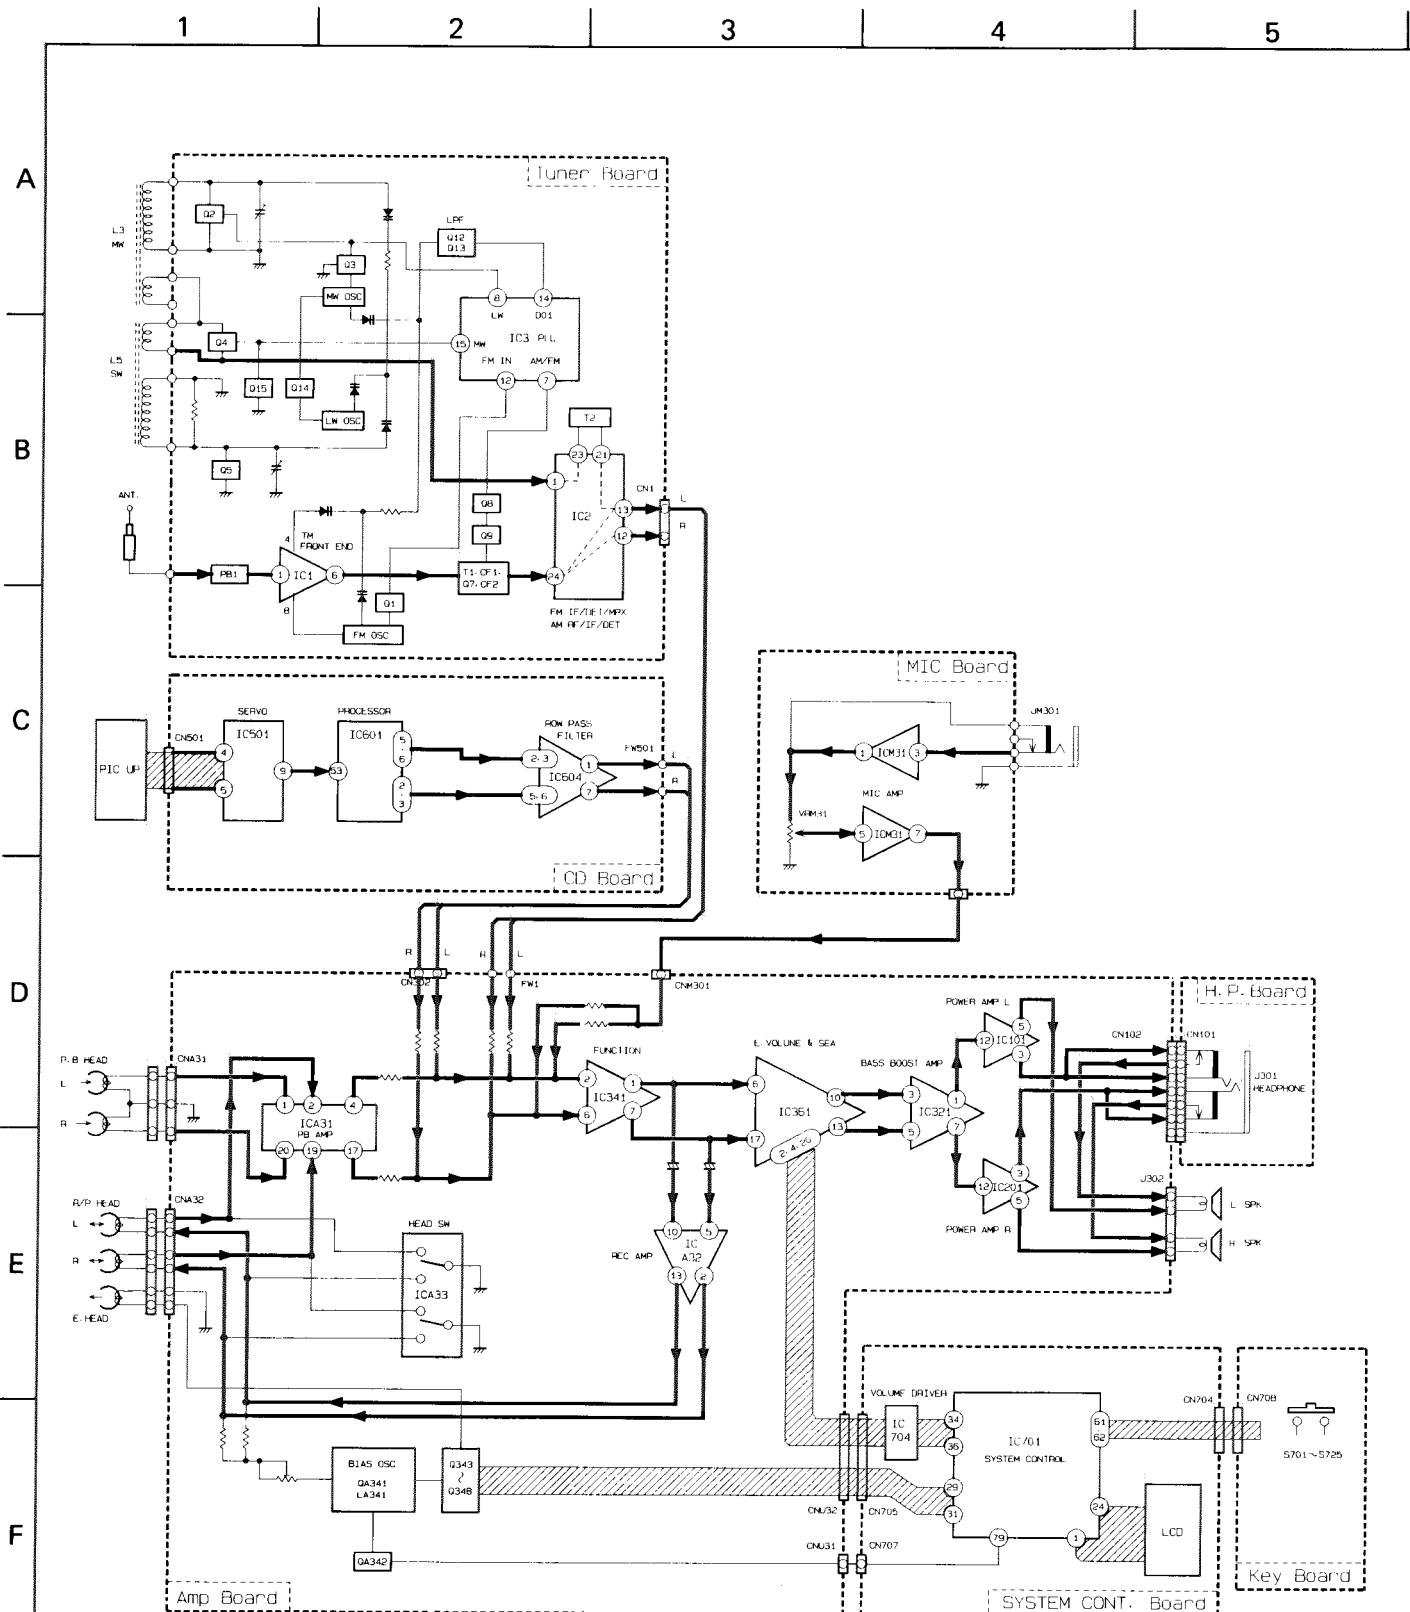 1 2 3 4 5
A
B
C
D
E
F
Tuner Board
L3
MW
Q2
LPF
Q12
Q13
Q3
MW OSC
8 14
LW DO1
IC3 PLL
15 MW
FM IN AM/FM
12 7
L5
SW
Q4
Q15
Q14
LW OSC
T2
23 21
Q5
1
CN1
L
R
ANT.
Q8
IC2
13
12
Q9
4
FRONT END
PB1
1 IC1 6
T1.CF1.
Q7.CF2
24
8
Q1
FM OSC
FM IF/DET/MPX
AM RF/IF/DET
MIC Board
JM301
SERVO
IC501
PROCESSOR
IC601
CN501
PIC UP
4
5
9
53
5 6
2 3
ROW PASS
FILTER
2.3
IC604
5.6
1
7
FW501
L
R
1 ICM31 3
MIC AMP
VRM31
5 ICM31 7
CD Board
R L R L
CN302
FW1
CNM301
H.P.Board
POWER AMP L
5
12 IC101
3
CN102
CN101
J301
HEADPHONE
P.B HEAD
L
R
CNA31
1 2 4
ICA31
PB AMP
20 19 17
FUNCTION
2
1
IC341
6
7
E.VOLUNE & SEA
6
10
IC351
13
17
2.4.20
BASS BOOST AMP
3
1
IC321
5
7
3
12 IC201
5
POWER AMP R
J302
L SPK
R SPK
R/P HEAD
L
R
E.HEAD
CNA32
HEAD SW
ICA33
REC AMP
10 5
IC
A32
13 2
VOLUME DRIVER
IC
704
34
36
IC701
SYSTEM CONTROL
61
62
CN704
CN708
S701~S725
BIAS OSC
QA341
LA341
Q343
~
Q348
29
31
24
CNU32
CN705
LCD
79 1
CNU31
CN707
QA342
Key Board
Amp Board
SYSTEM CONT. Board